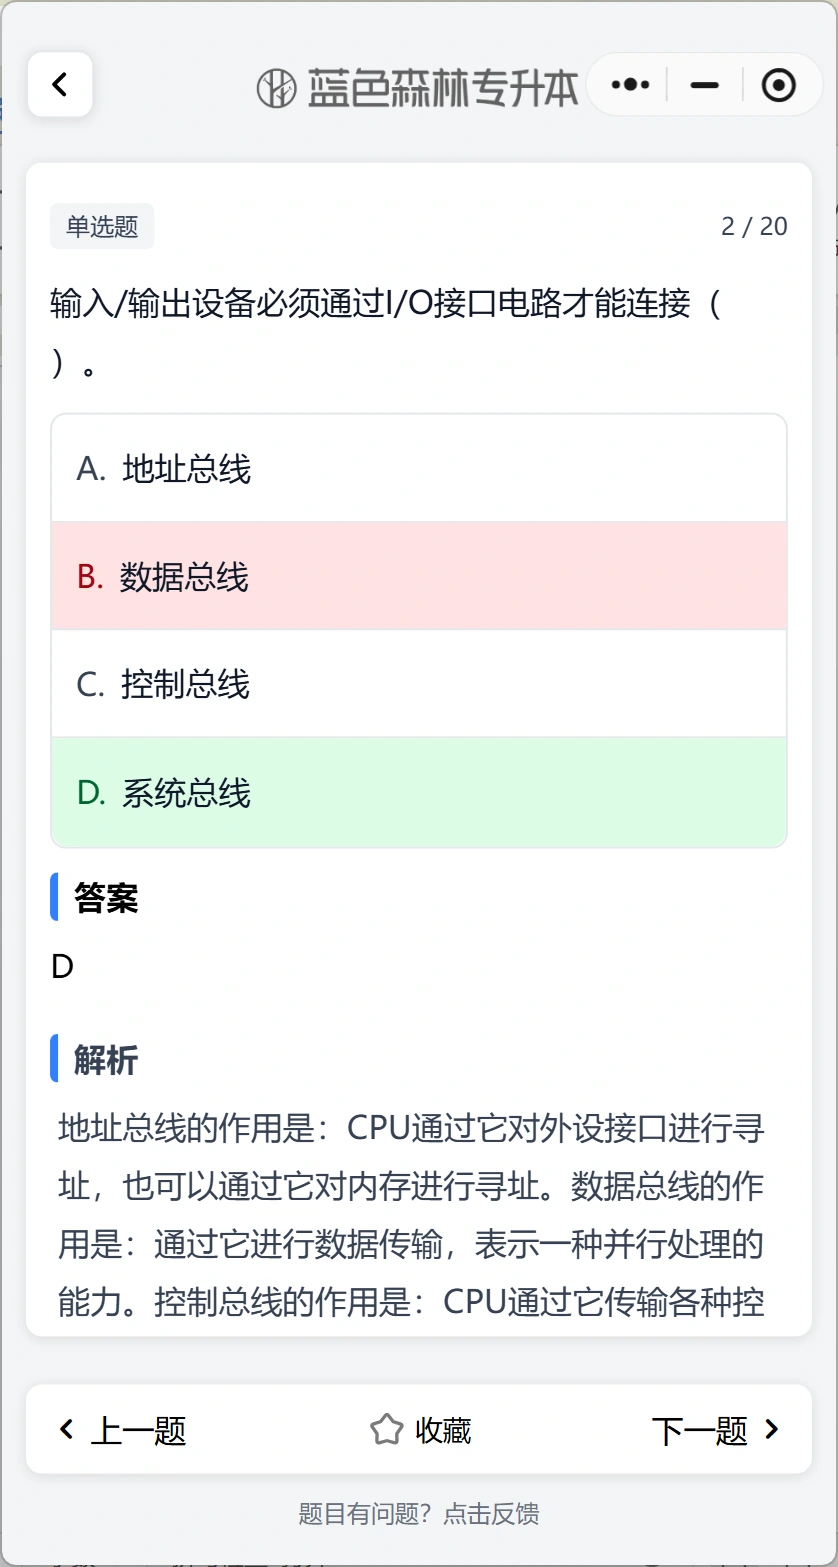 蓝色森林专升本
单选题
2 / 20
输入/输出设备必须通过I/O接口电路才能连接（
）。
A. 地址总线
B. 数据总线
C. 控制总线
D. 系统总线
答案
D
解析
地址总线的作用是：CPU通过它对外设接口进行寻
址，也可以通过它对内存进行寻址。数据总线的作
用是：通过它进行数据传输，表示一种并行处理的
能力。控制总线的作用是：CPU通过它传输各种控
上一题
收藏
下一题
题目有问题？点击反馈